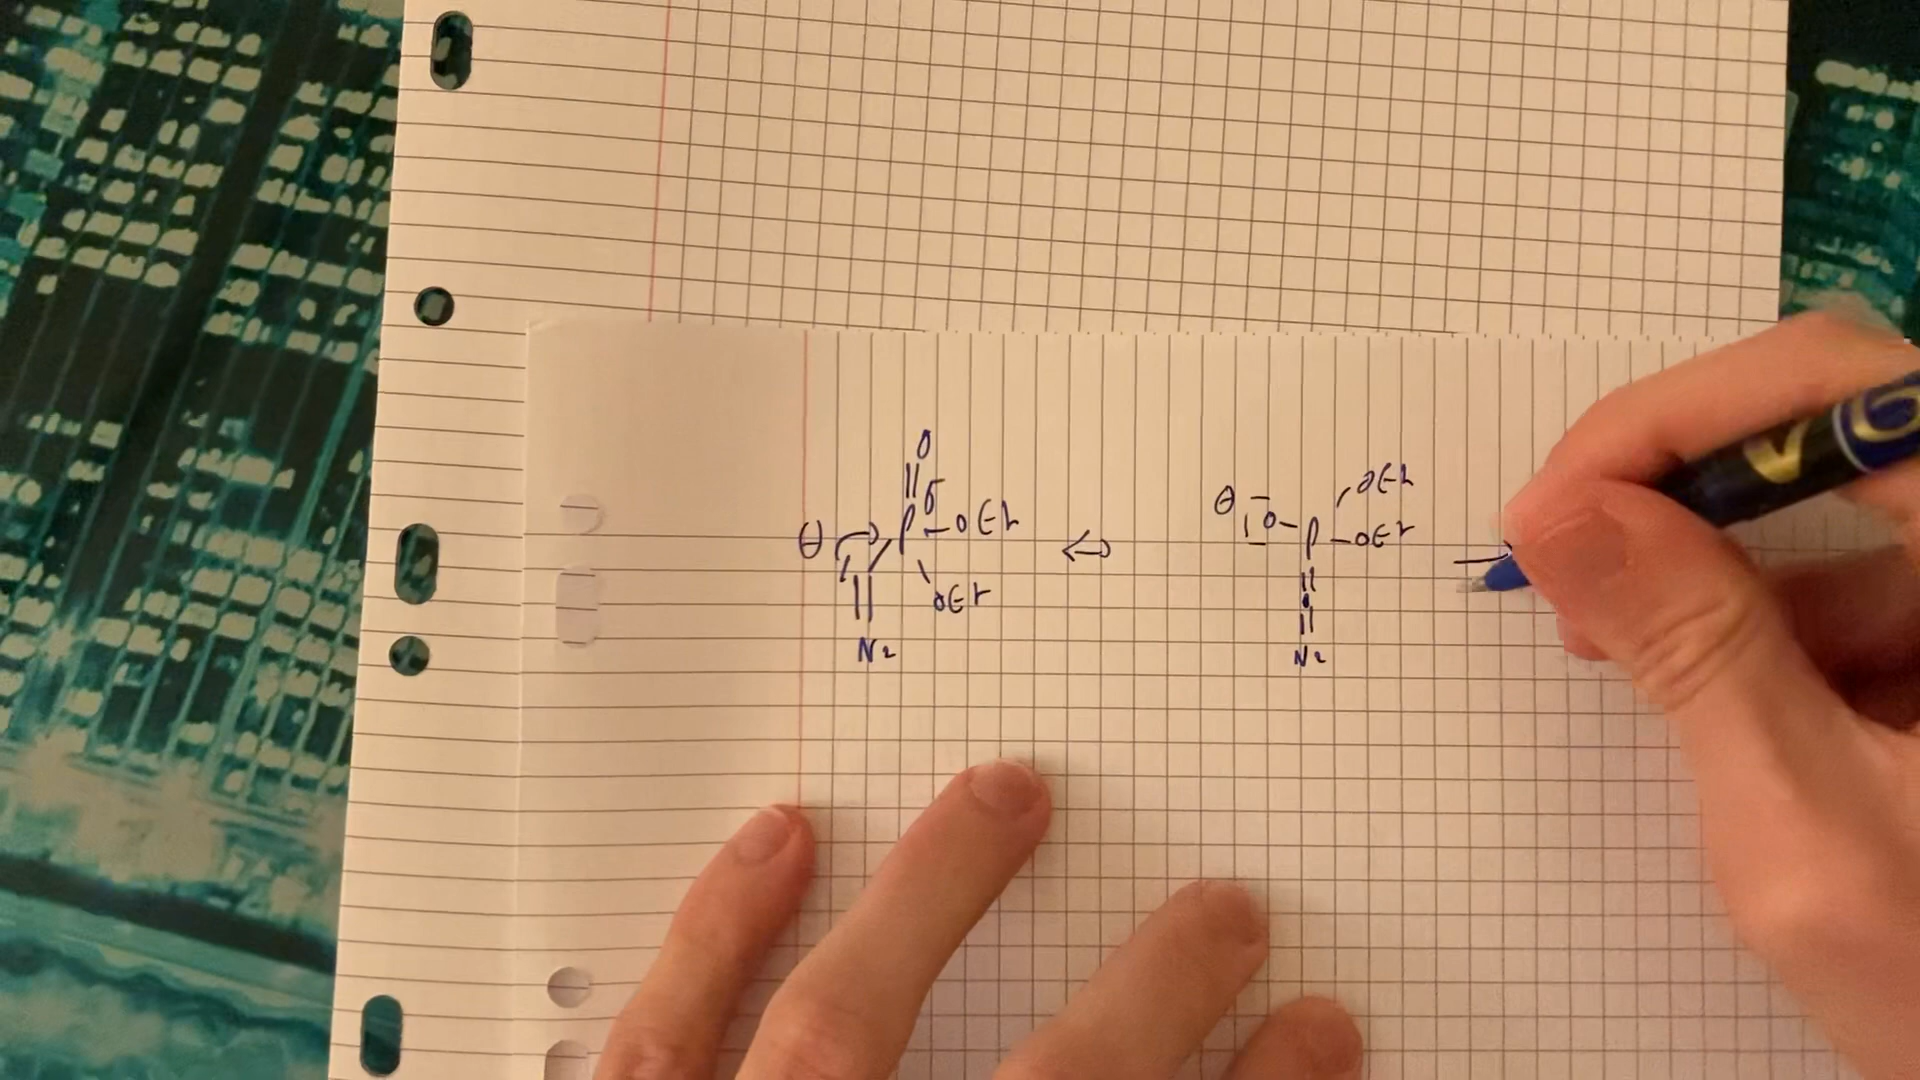 O
P - OEt
OEt
N2
⊖
⇔
⊖ O - P - OEt
OEt
N2